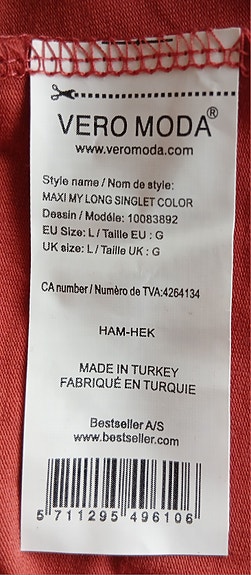 VERO MODA®
www.veromoda.com
Style name / Nom de style:
MAXI MY LONG SINGLET COLOR
Dessin / Modéle: 10083892
EU Size: L / Taille EU : G
UK size: L / Taille UK : G
CA number / Numèro de TVA:4264134
HAM-HEK
MADE IN TURKEY
FABRIQUÉ EN TURQUIE
Bestseller A/S
www.bestseller.com
5 711295 496106